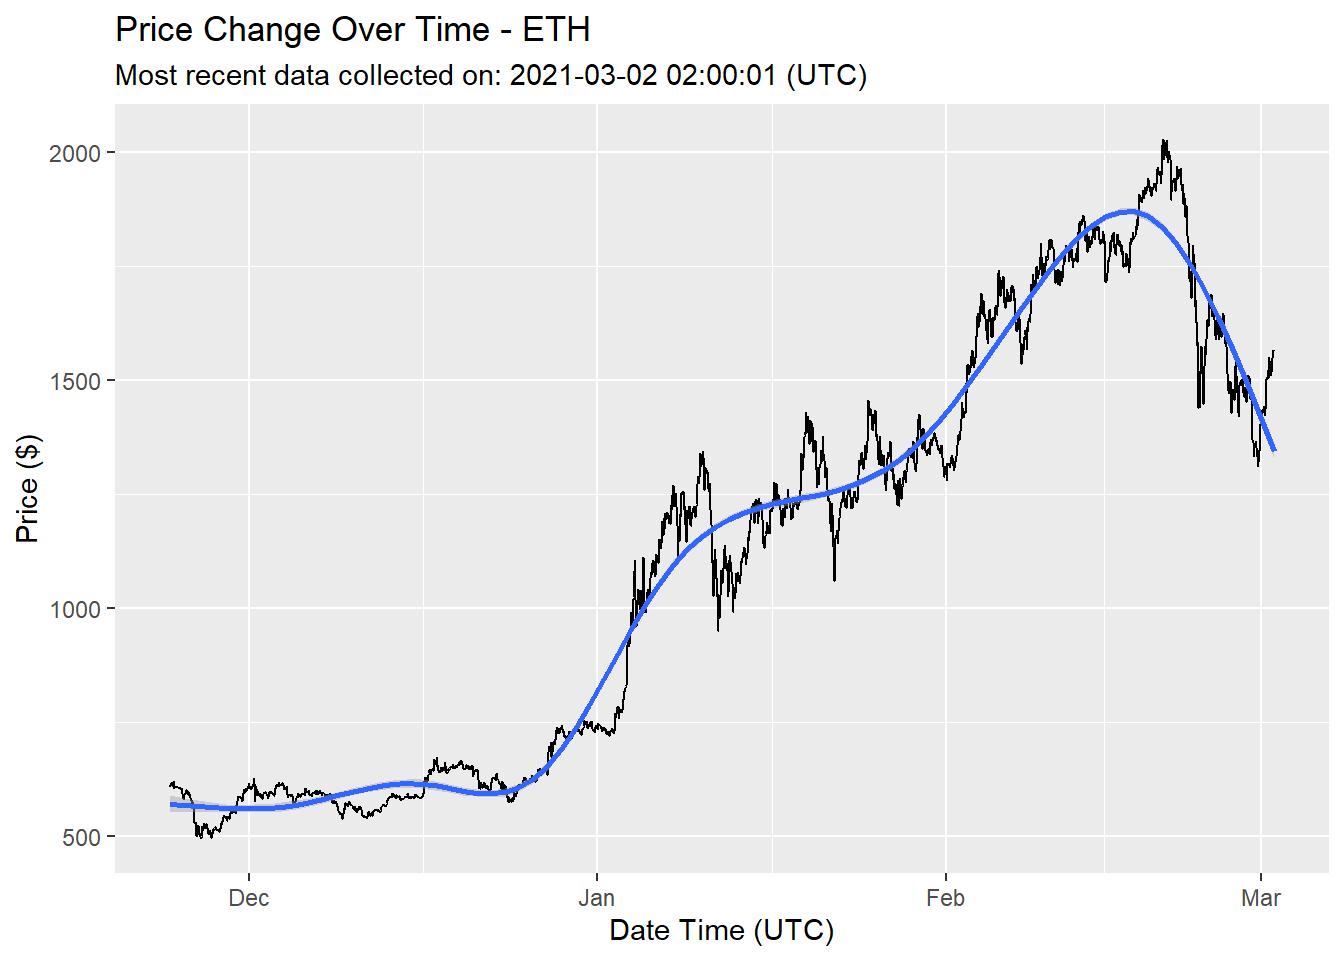 Price Change Over Time - ETH
Most recent data collected on: 2021-03-02 02:00:01 (UTC)
Price ($)
2000
1500
1000
500
Dec Jan Feb Mar
Date Time (UTC)